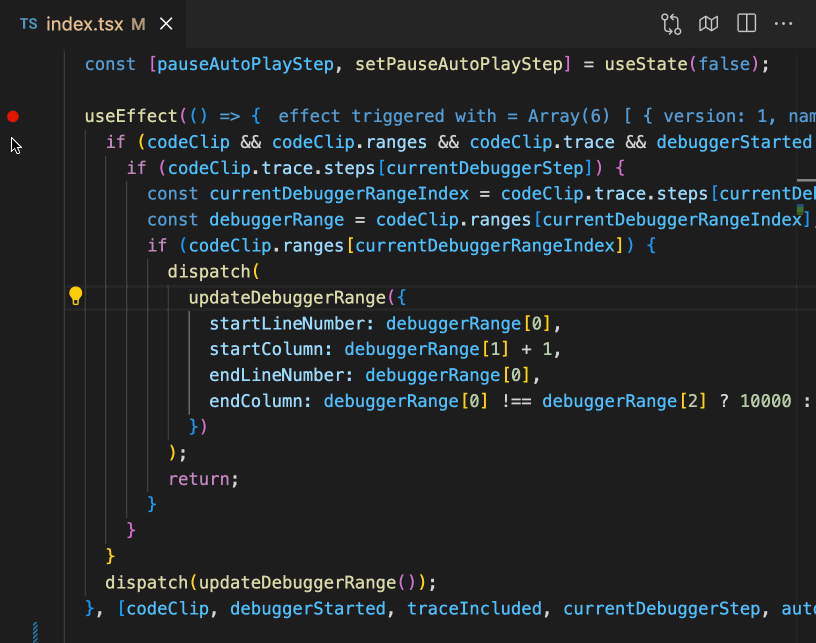 TS index.tsx M
const [pauseAutoPlayStep, setPauseAutoPlayStep] = useState(false);
useEffect(() => { effect triggered with = Array(6) [ { version: 1, nam
if (codeClip && codeClip.ranges && codeClip.trace && debuggerStarted
if (codeClip.trace.steps[currentDebuggerStep]) {
const currentDebuggerRangeIndex = codeClip.trace.steps[currentDeb
const debuggerRange = codeClip.ranges[currentDebuggerRangeIndex]
if (codeClip.ranges[currentDebuggerRangeIndex]) {
dispatch(
updateDebuggerRange({
startLineNumber: debuggerRange[0],
startColumn: debuggerRange[1] + 1,
endLineNumber: debuggerRange[0],
endColumn: debuggerRange[0] !== debuggerRange[2] ? 10000 :
})
);
return;
}
}
}
dispatch(updateDebuggerRange());
}, [codeClip, debuggerStarted, traceIncluded, currentDebuggerStep, auto